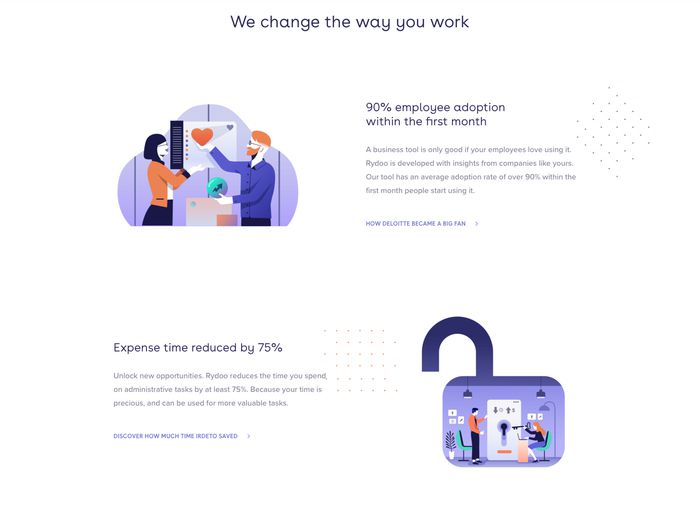 We change the way you work
90% employee adoption
within the first month
A business tool is only good if your employees love using it.
Rydoo is developed with insights from companies like yours.
Our tool has an average adoption rate of over 90% within the
first month people start using it.
HOW DELOITTE BECAME A BIG FAN
Expense time reduced by 75%
Unlock new opportunities. Rydoo reduces the time you spend,
on administrative tasks by at least 75%. Because your time is
precious, and can be used for more valuable tasks.
DISCOVER HOW MUCH TIME IRDETO SAVED